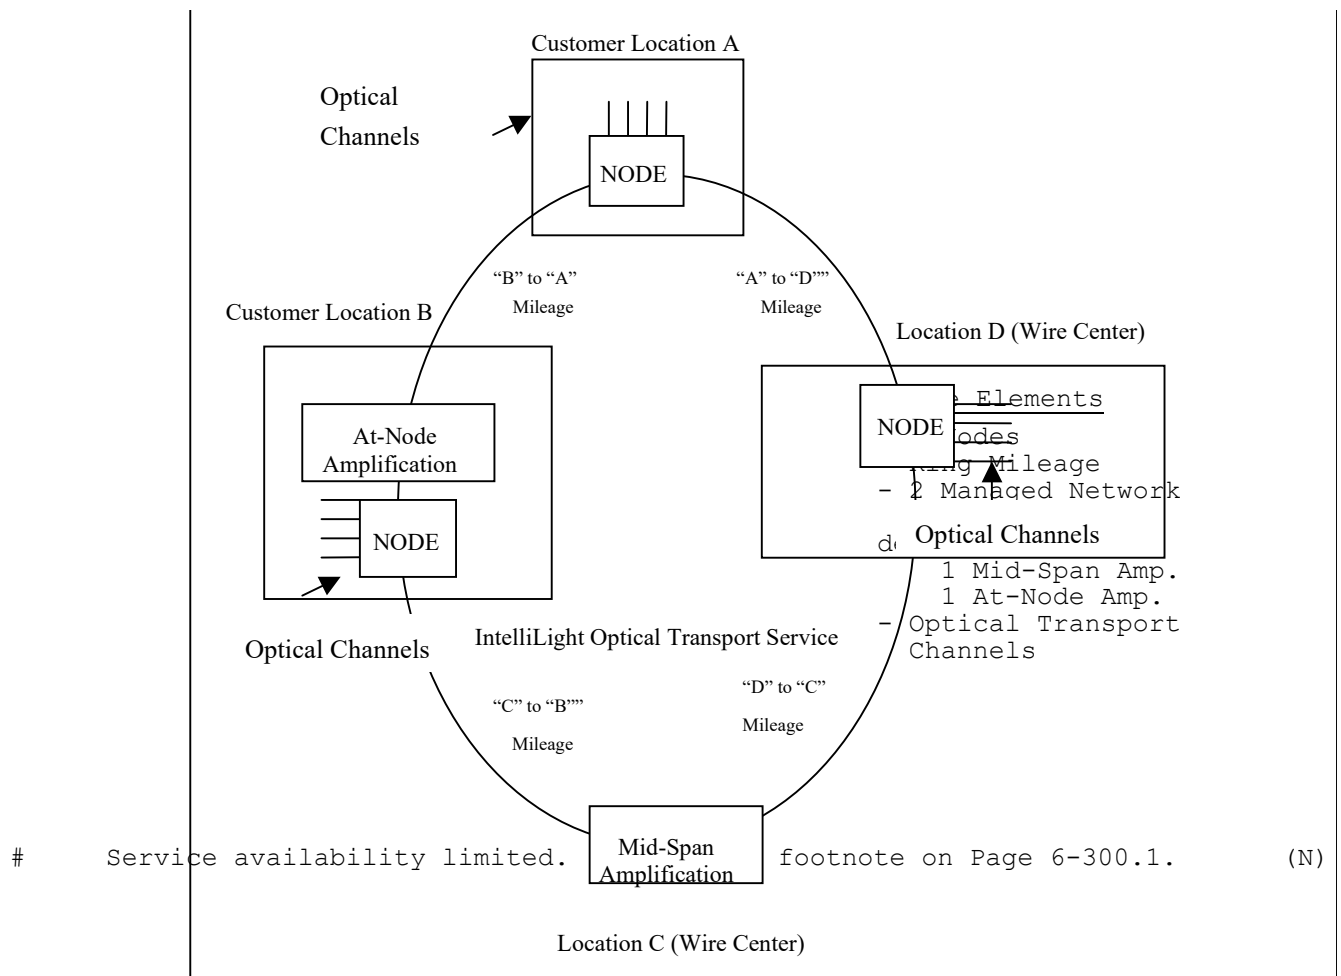 Customer Location A
Optical
Channels
NODE
“B” to “A”
Mileage
“A” to “D””
Mileage
Customer Location B
Location D (Wire Center)
At-Node
Amplification
NODE
NODE
Elements
Mileage
- 2 Managed Network
Optical Channels
1 Mid-Span Amp.
1 At-Node Amp.
- Optical Transport
Channels
IntelliLight Optical Transport Service
Optical Channels
“C” to “B””
Mileage
“D” to “C”
Mileage
Mid-Span
Amplification
# Service availability limited. footnote on Page 6-300.1. (N)
Location C (Wire Center)